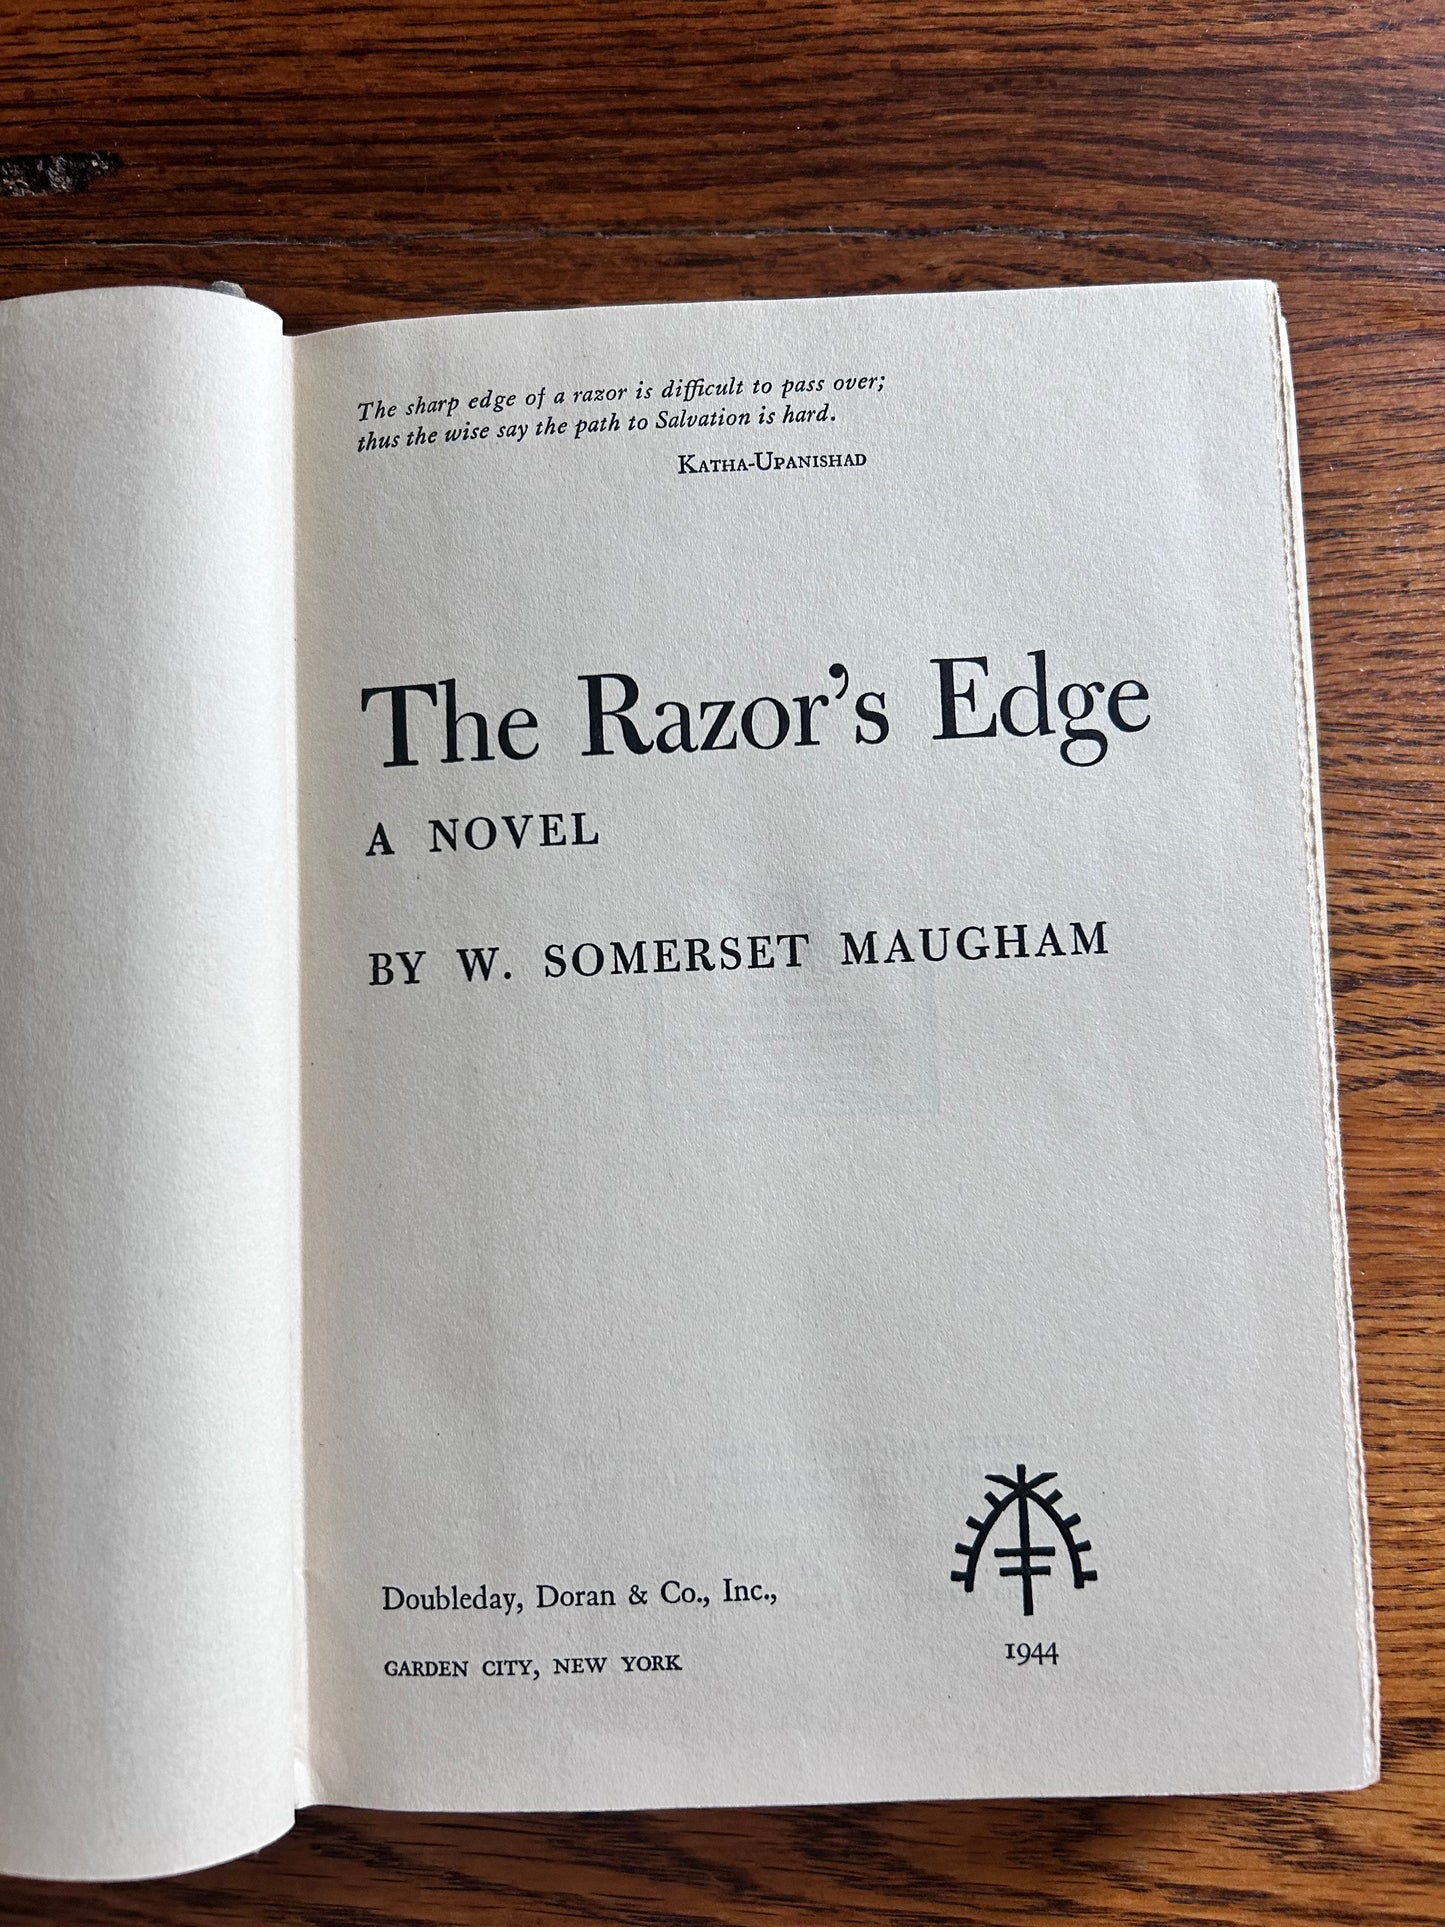 The sharp edge of a razor is difficult to pass over;
thus the wise say the path to Salvation is hard.
Katha-Upanishad
The Razor's Edge
A NOVEL
BY W. SOMERSET MAUGHAM
Doubleday, Doran & Co., Inc.,
GARDEN CITY, NEW YORK
1944